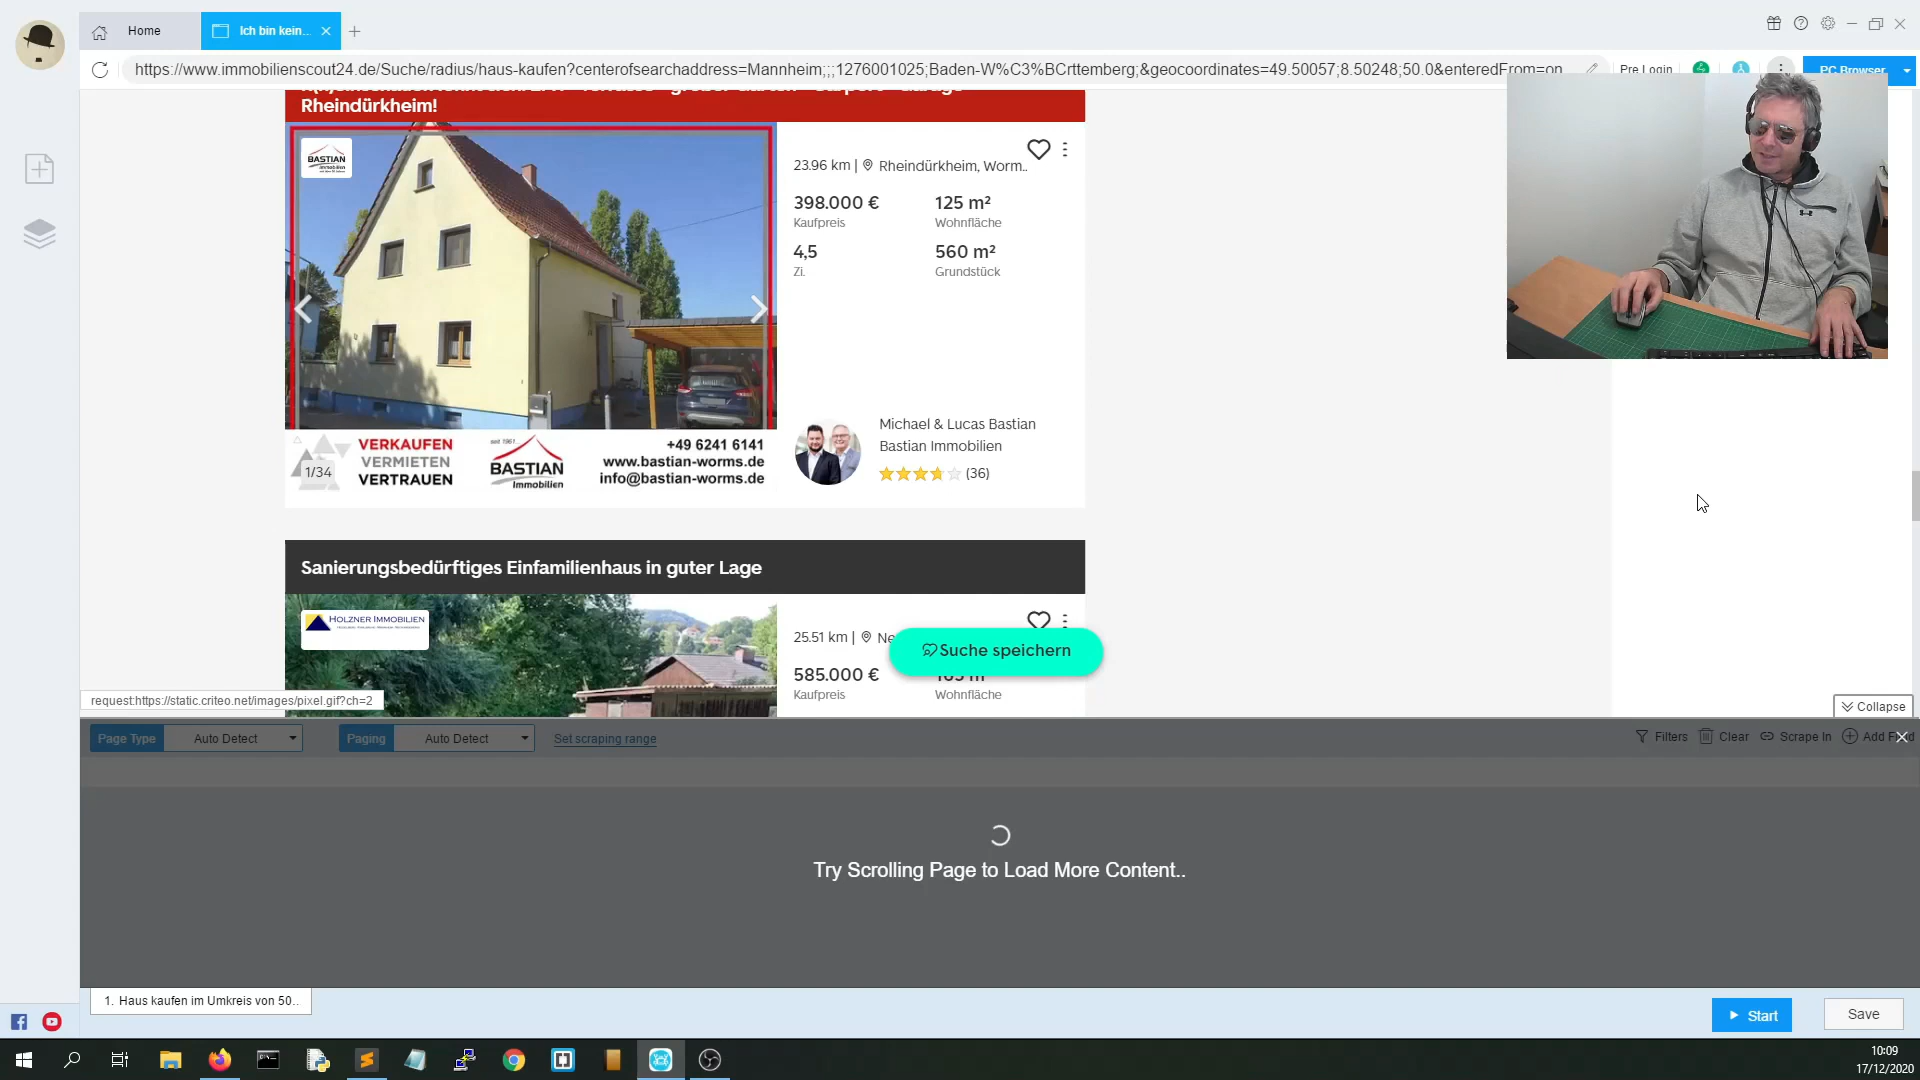 Home
Ich bin kein...
https://www.immobilienscout24.de/Suche/radius/haus-kaufen?centerofsearchaddress=Mannheim;;;1276001025;Baden-W%C3%BCrttemberg;&geocoordinates=49.50057;8.50248;50.0&enteredFrom=on
Pre Login
PC Browser
Rheindürkheim!
BASTIAN
23.96 km | Rheindürkheim, Worm..
398.000 €
125 m²
Kaufpreis
Wohnfläche
4,5
560 m²
Zi.
Grundstück
Michael & Lucas Bastian
Bastian Immobilien
(36)
VERKAUFEN
VERMIETEN
VERTRAUEN
1/34
seit 1961
BASTIAN
Immobilien
+49 6241 6141
www.bastian-worms.de
info@bastian-worms.de
Sanierungsbedürftiges Einfamilienhaus in guter Lage
HOLZNER IMMOBILIEN
25.51 km | Ne
Suche speichern
585.000 €
Kaufpreis
Wohnfläche
request:https://static.criteo.net/images/pixel.gif?ch=2
Collapse
Page Type
Auto Detect
Paging
Auto Detect
Set scraping range
Filters
Clear
Scrape In
Add
Try Scrolling Page to Load More Content..
1. Haus kaufen im Umkreis von 50..
Start
Save
10:09
17/12/2020